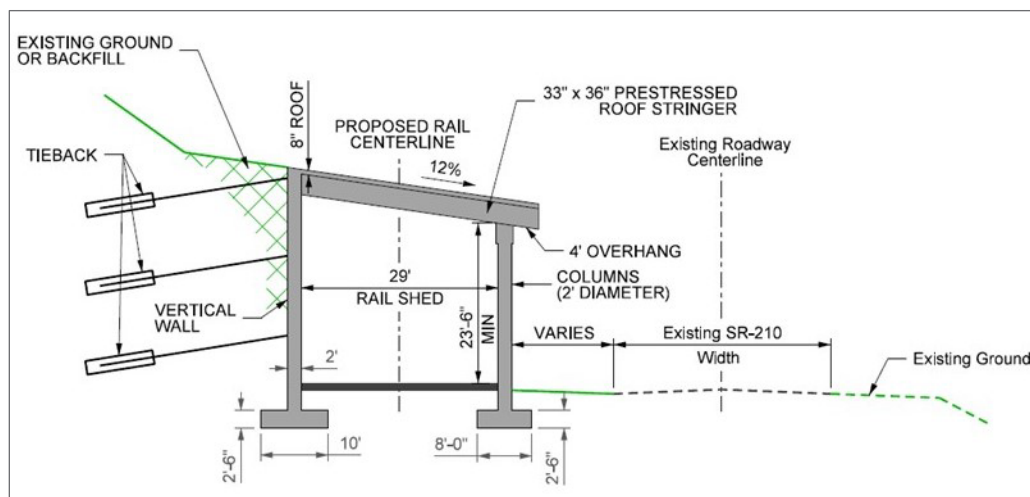 EXISTING GROUND
OR BACKFILL
8" ROOF
PROPOSED RAIL
CENTERLINE
33" x 36" PRESTRESSED
ROOF STRINGER
Existing Roadway
Centerline
TIEBACK
12%
4' OVERHANG
29'
RAIL SHED
COLUMNS
(2' DIAMETER)
VERTICAL
WALL
23'-6"
MIN
VARIES
Existing SR-210
Width
Existing Ground
2'
2'-6"
10'
8'-0"
2'-6"